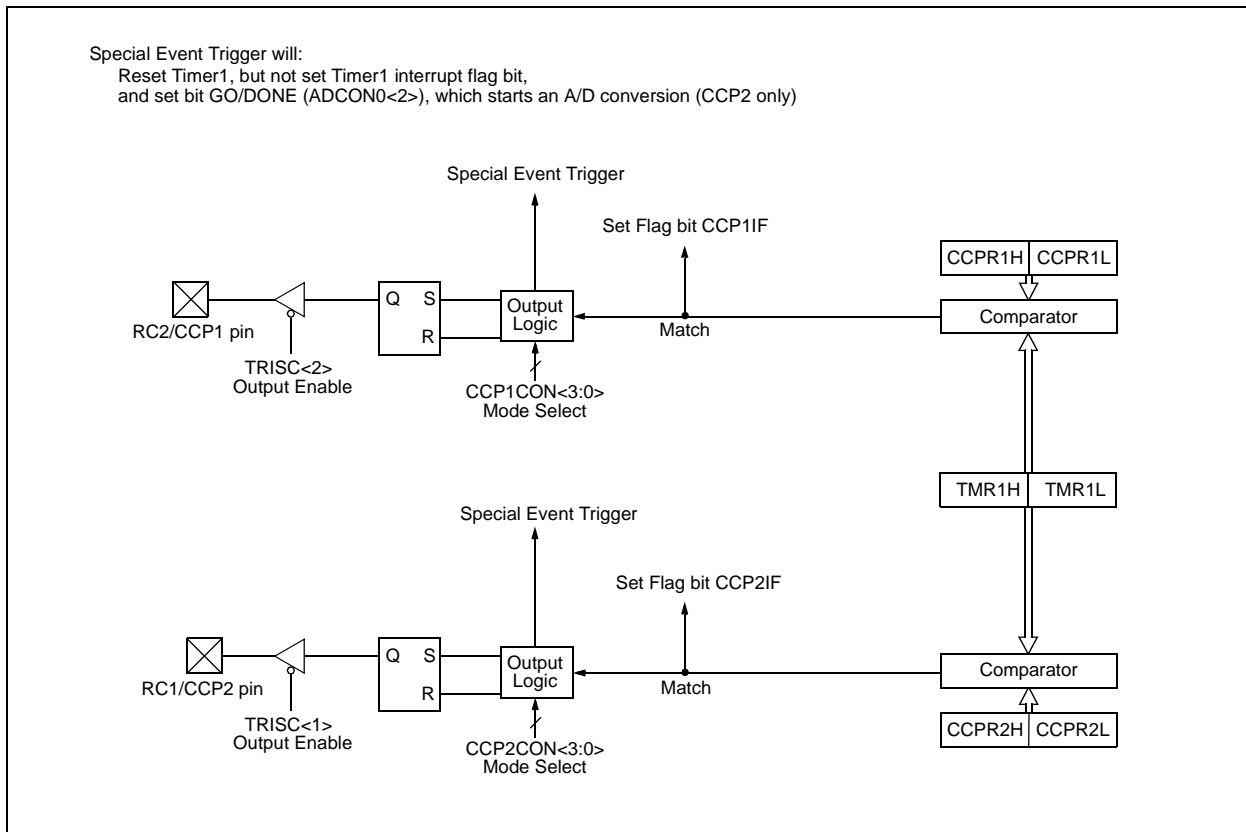 Special Event Trigger will:
Reset Timer1, but not set Timer1 interrupt flag bit,
and set bit GO/DONE (ADCON0<2>), which starts an A/D conversion (CCP2 only)
Special Event Trigger
Set Flag bit CCP1IF
CCPR1H CCPR1L
Q S
R
Output
Logic
Comparator
RC2/CCP1 pin
Match
TRISC<2>
Output Enable
CCP1CON<3:0>
Mode Select
TMR1H TMR1L
Special Event Trigger
Set Flag bit CCP2IF
Q S
R
Output
Logic
Comparator
RC1/CCP2 pin
Match
TRISC<1>
Output Enable
CCPR2H CCPR2L
CCP2CON<3:0>
Mode Select